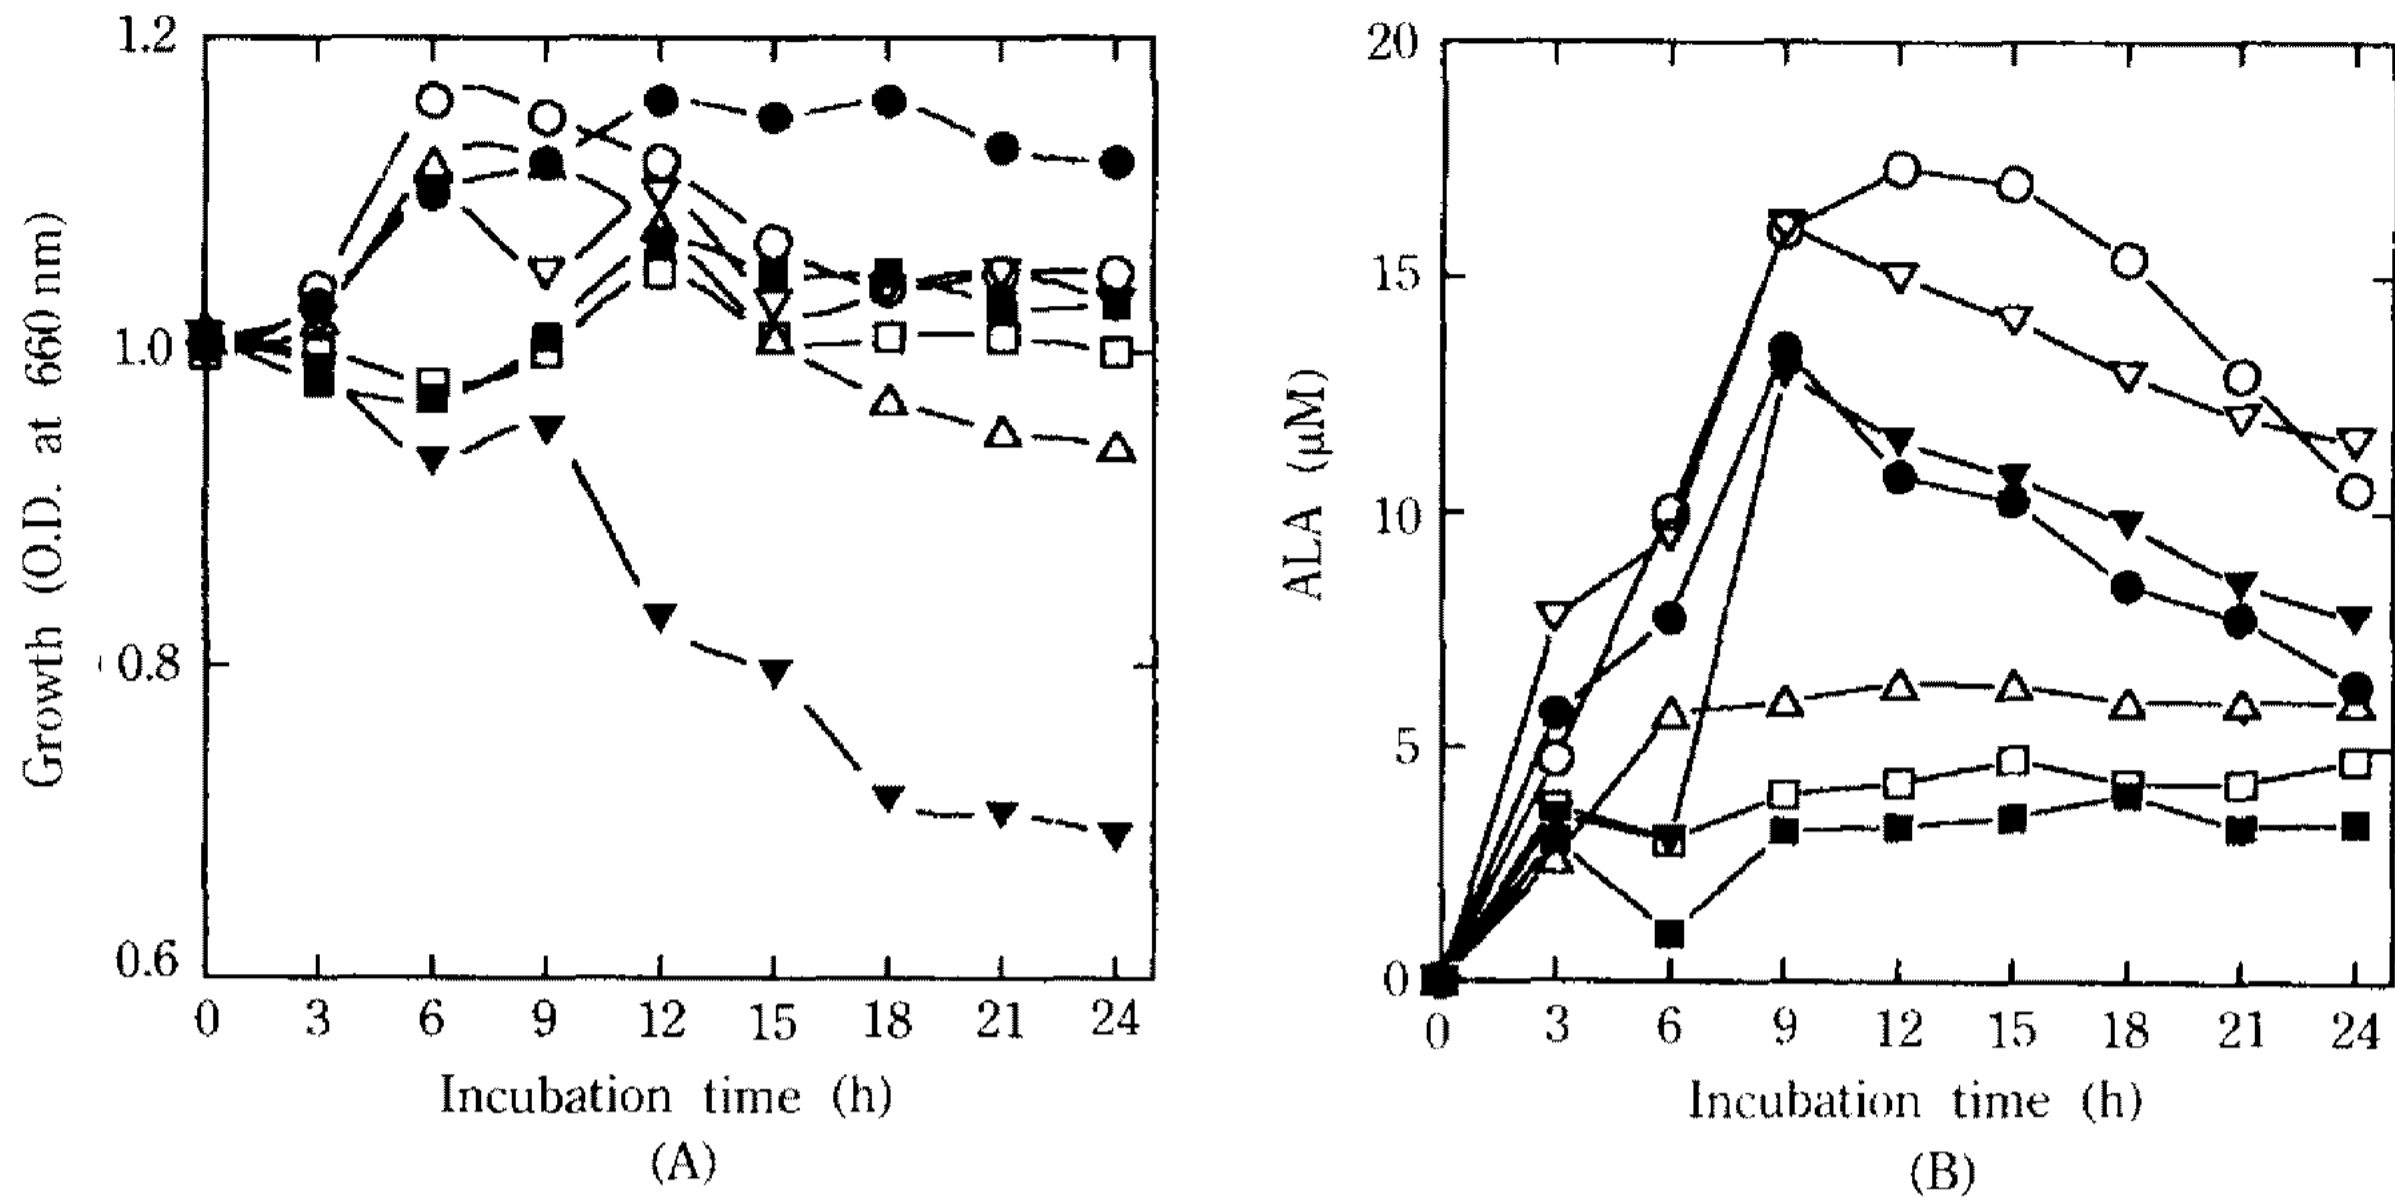 1.2
1.0
0.8
0.6
Growth (O.D. at 660 nm)
0 3 6 9 12 15 18 21 24
Incubation time (h)
(A)
20
15
10
5
0
ALA (μM)
0 3 6 9 12 15 18 21 24
Incubation time (h)
(B)